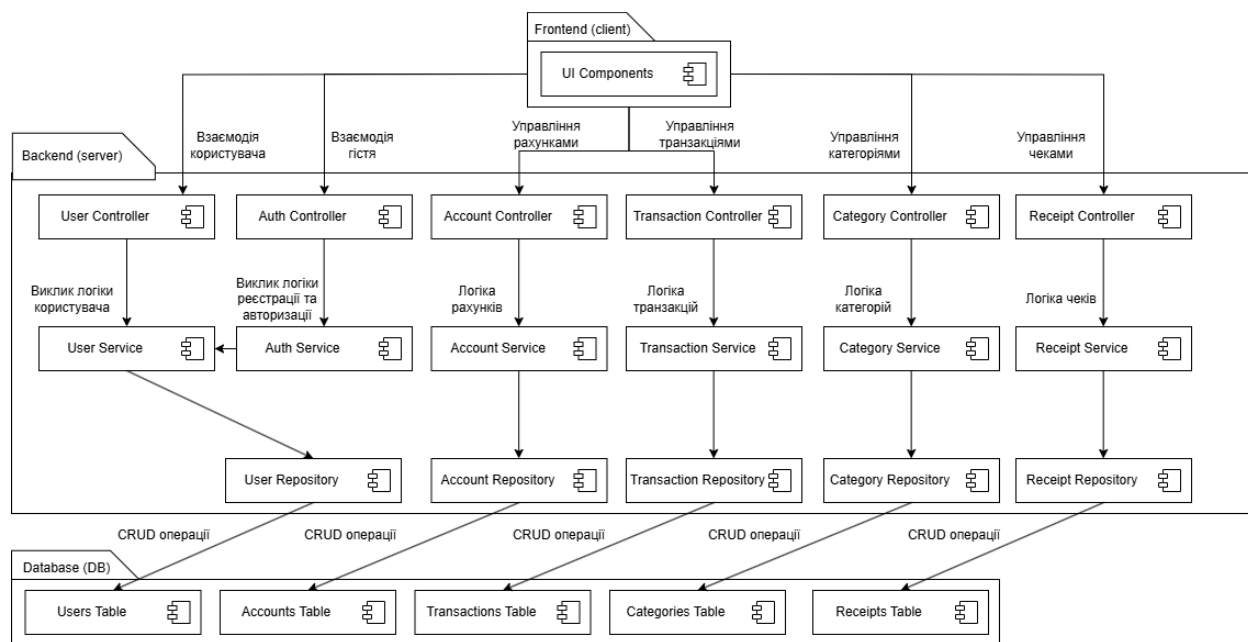 Frontend (client)
UI Components
Взаємодія
користувача
Взаємодія
гістя
Управління
рахунками
Управління
транзакціями
Управління
категоріями
Управління
чеками
Backend (server)
User Controller
Auth Controller
Account Controller
Transaction Controller
Category Controller
Receipt Controller
Виклик логіки
користувача
Виклик логіки
реєстрації та
авторизації
Логіка
рахунків
Логіка
транзакцій
Логіка
категорій
Логіка чеків
User Service
Auth Service
Account Service
Transaction Service
Category Service
Receipt Service
User Repository
Account Repository
Transaction Repository
Category Repository
Receipt Repository
CRUD операції
CRUD операції
CRUD операції
CRUD операції
CRUD операції
Database (DB)
Users Table
Accounts Table
Transactions Table
Categories Table
Receipts Table